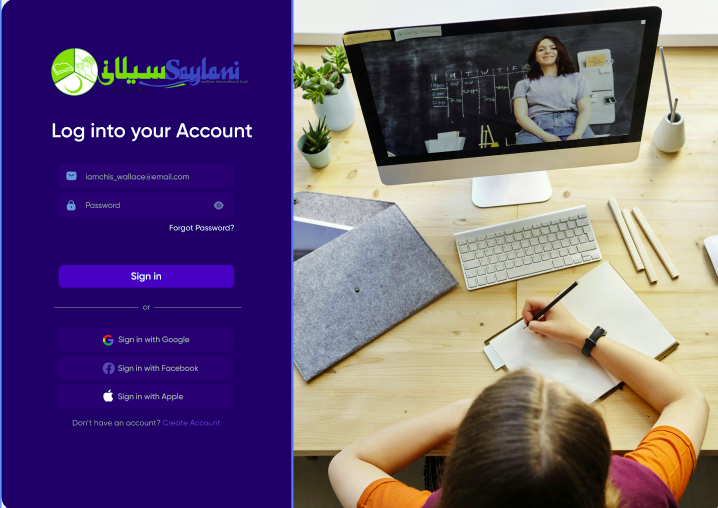 سیلانی Saylani
Welfare International Trust
Log into your Account
iamchis_wallace@email.com
Password
Forgot Password?
Sign in
or
Sign in with Google
Sign in with Facebook
Sign in with Apple
Don't have an account? Create Account
M T W T F